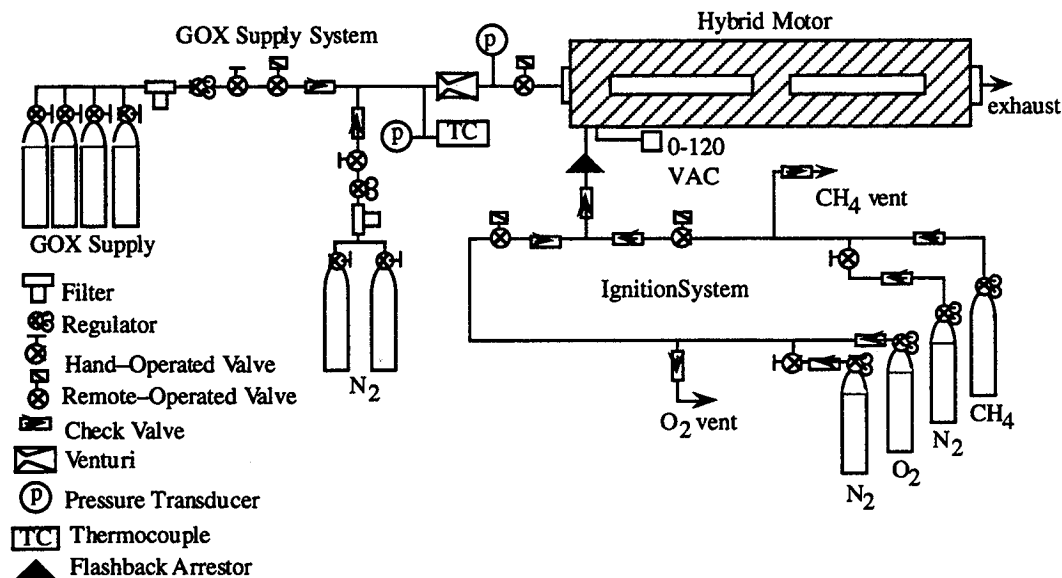 Hybrid Motor
GOX Supply System
p
exhaust
p
TC
0-120
VAC
CH4 vent
GOX Supply
IgnitionSystem
Filter
Regulator
Hand–Operated Valve
N2
Remote–Operated Valve
O2 vent
CH4
N2
O2
N2
Check Valve
Venturi
p Pressure Transducer
TC Thermocouple
Flashback Arrestor